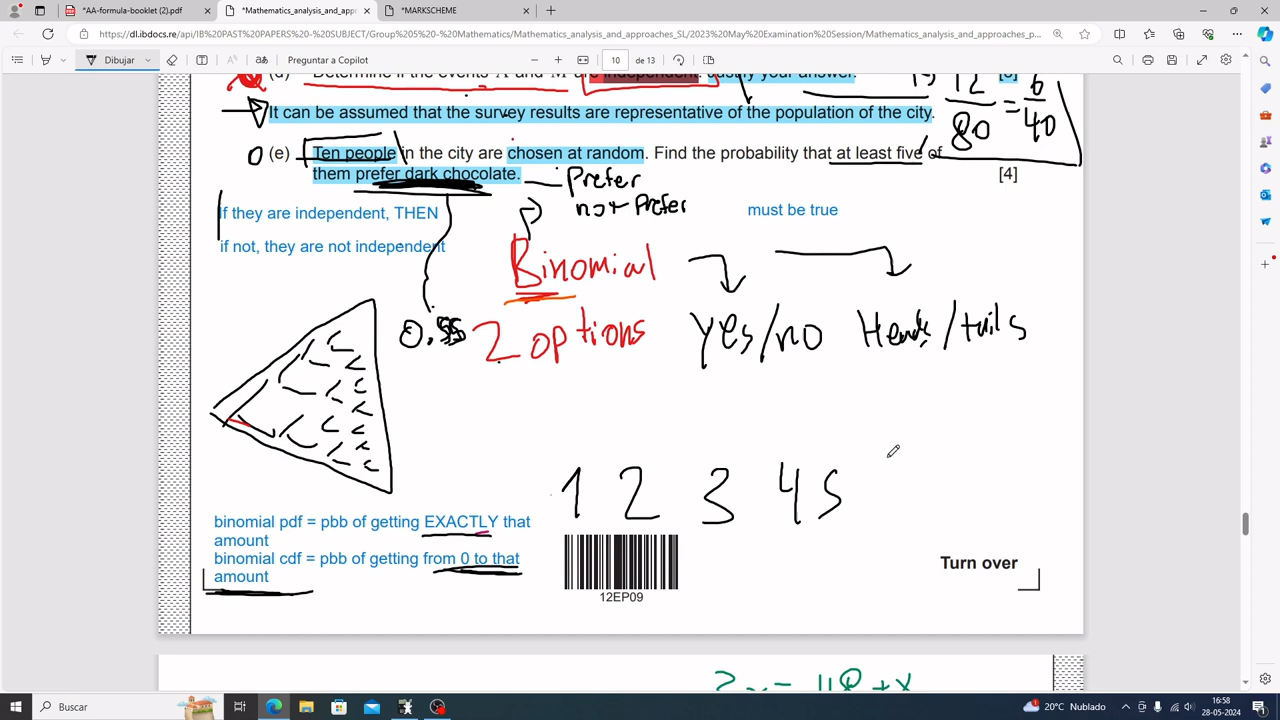 *AA-formula-booklet (2).pdf
*Mathematics_analysis_and_app
*MARKSCHEME
https://dl.ibdocs.re/api/IB%20PAST%20PAPERS%20-%20SUBJECT/Group%205%20-%20Mathematics/Mathematics_analysis_and_approaches_SL/2023%20May%20Examination%20Session/Mathematics_analysis_and_approaches_p...
Dibujar
Preguntar a Copilot
10
de 13
(d) Determine if the events and are independent. Justify your answer.
12/80 = 6/40
It can be assumed that the survey results are representative of the population of the city.
(e) Ten people in the city are chosen at random. Find the probability that at least five of
them prefer dark chocolate.
[4]
Prefer
not Prefer
If they are independent, THEN
must be true
if not, they are not independent
Binomial
0.55
2 options
yes/no
Heads/tails
1 2 3 4 5
binomial pdf = pbb of getting EXACTLY that
amount
binomial cdf = pbb of getting from 0 to that
amount
12EP09
Turn over
Buscar
20°C Nublado
16:58
28-05-2024